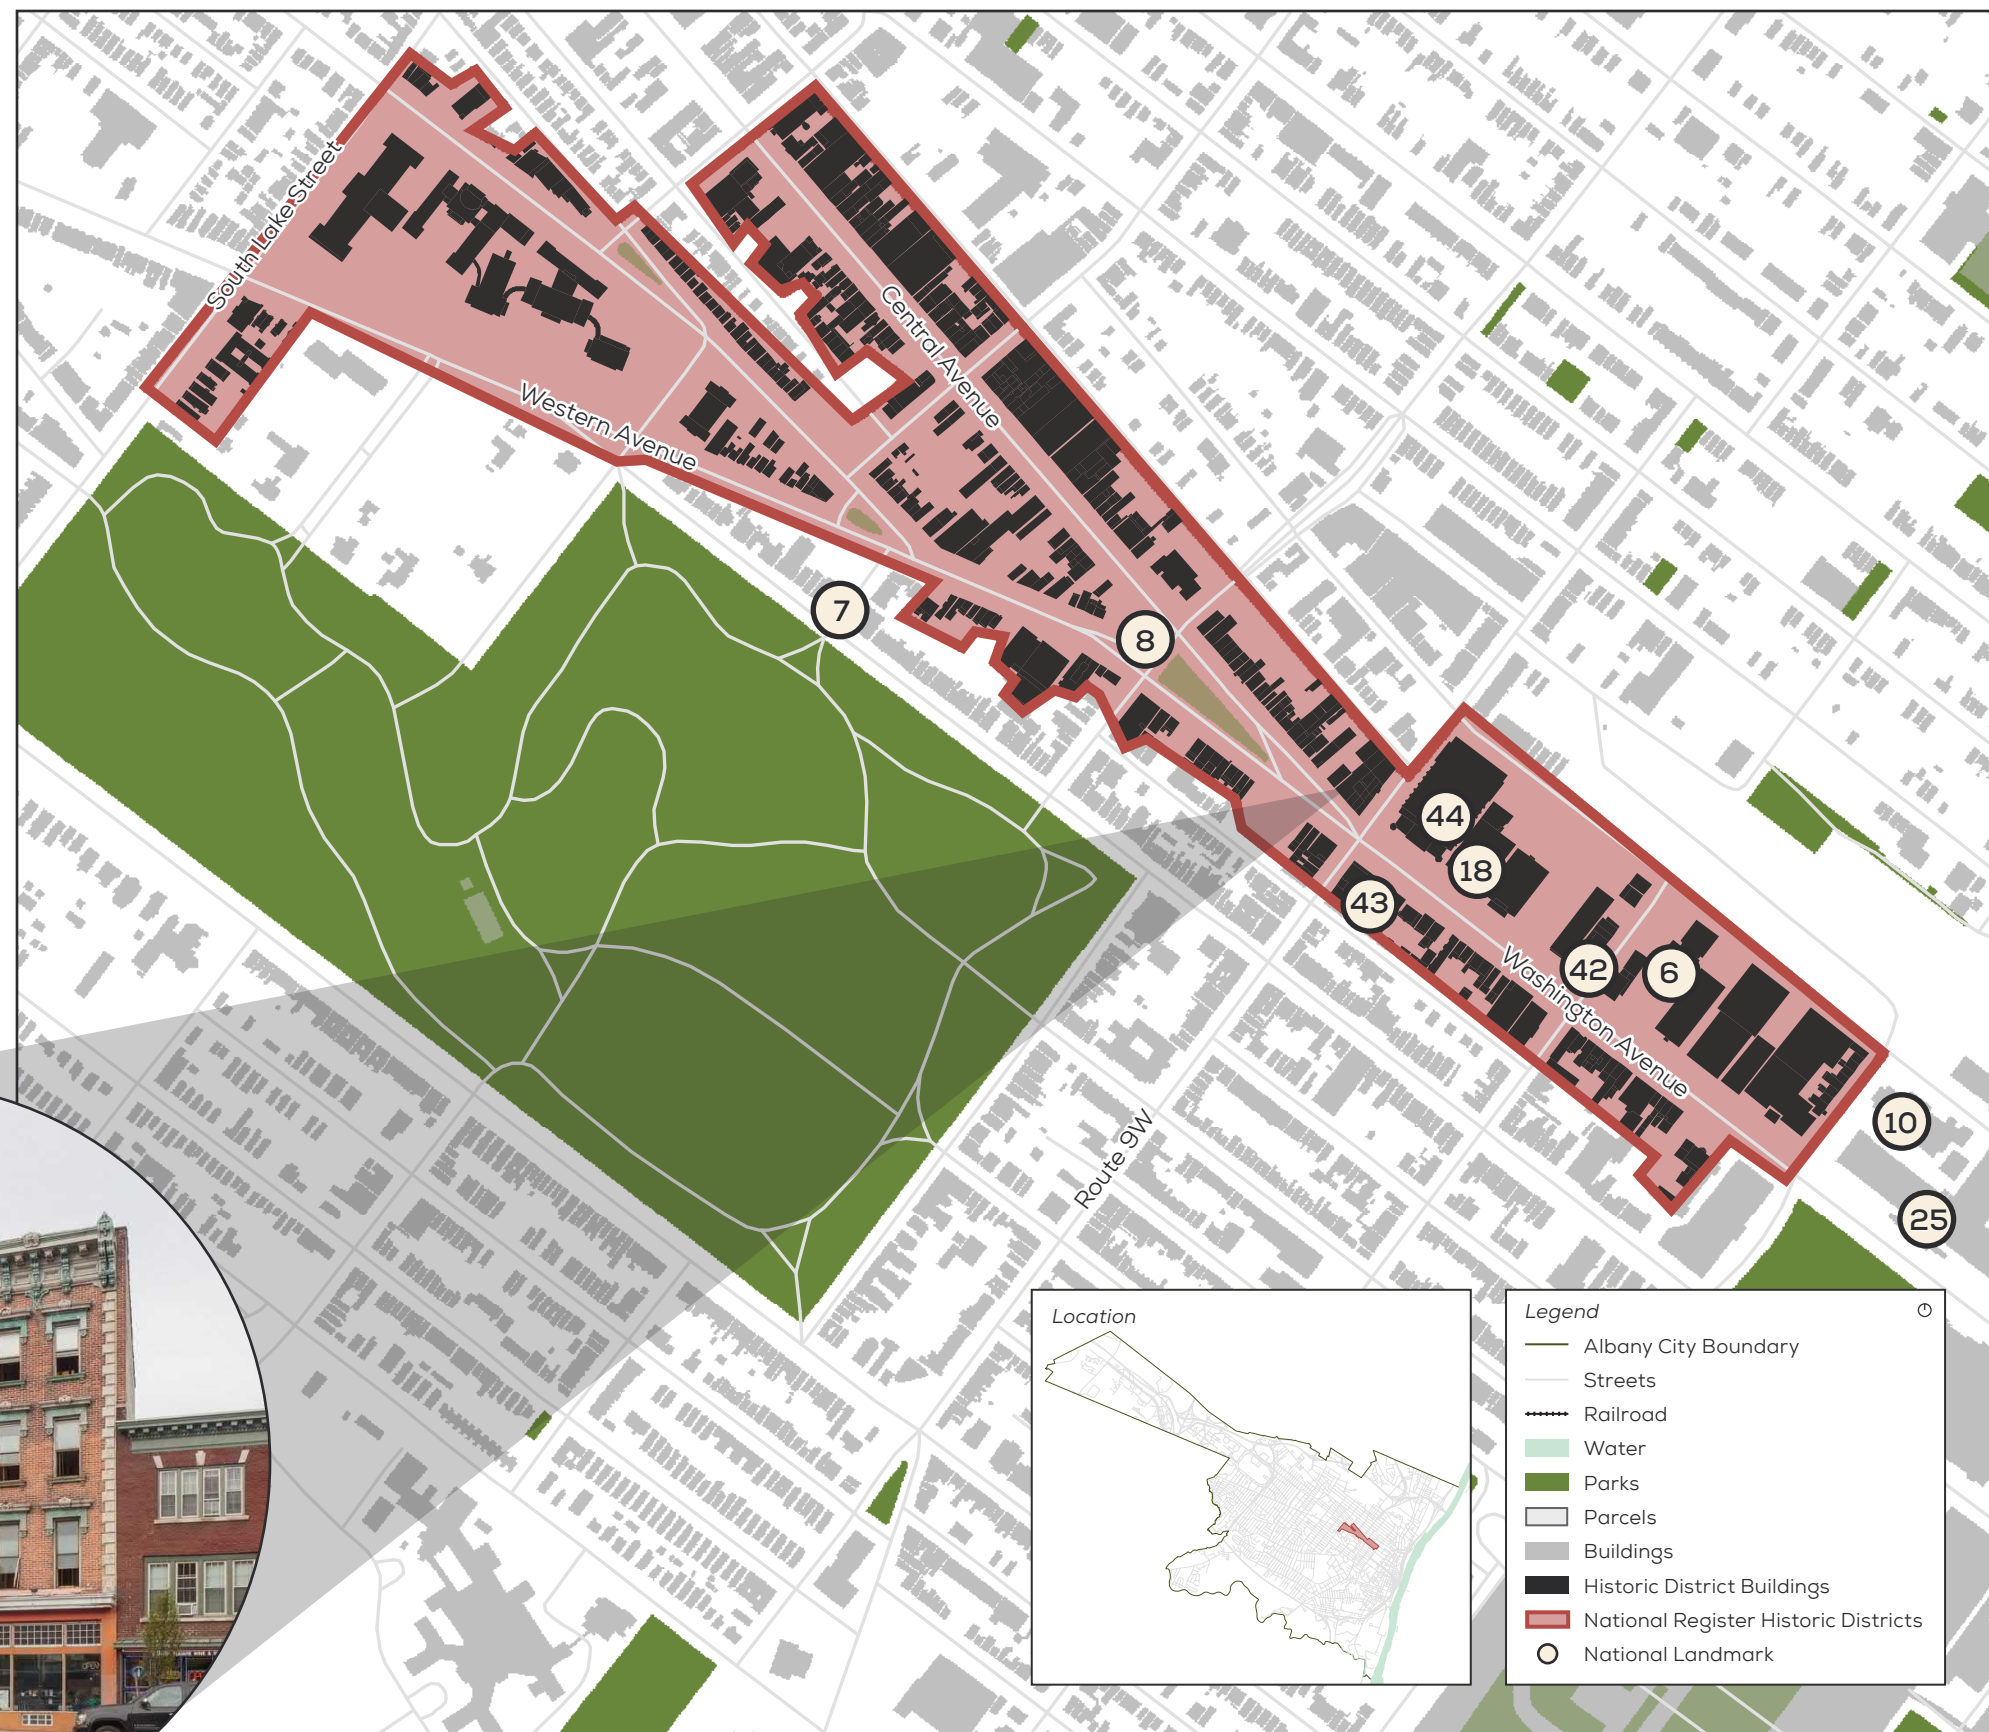 South Lake Street
Central Avenue
Western Avenue
7
8
44
18
43
42
6
Washington Avenue
10
25
Route 9W
Location
Legend
Albany City Boundary
Streets
Railroad
Water
Parks
Parcels
Buildings
Historic District Buildings
National Register Historic Districts
National Landmark
OPEN